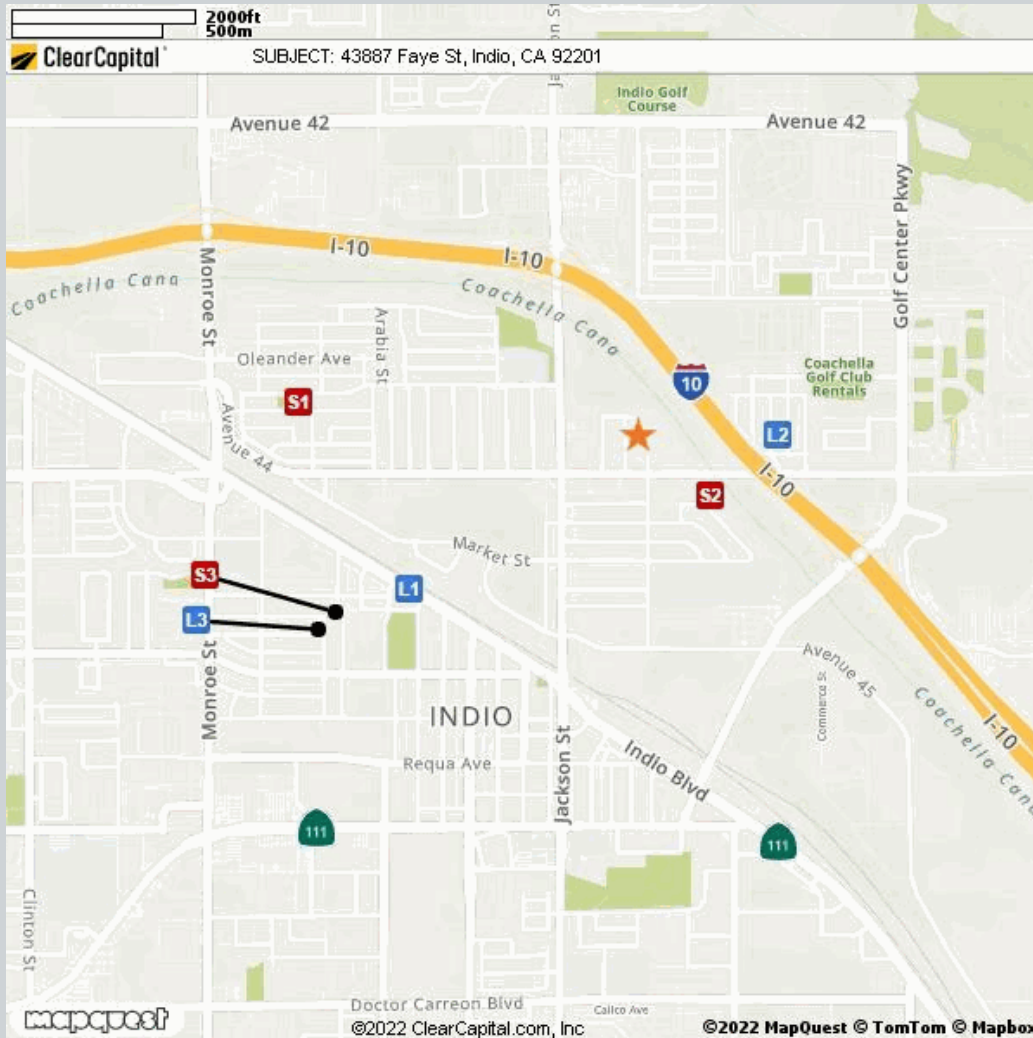 2000ft
500m
ClearCapital SUBJECT: 43887 Faye St, Indio, CA 92201
Indio Golf
Course
Avenue 42
Avenue 42
Golf Center Pkwy
Monroe St
I-10
I-10
Coachella Cana
Coachella Cana
Arabia St
Oleander Ave
10
Coachella
Golf Club
Rentals
S1
Avenue 44
L2
I-10
S2
Market St
S3
L1
L3
Monroe St
Avenue 45
Commerce St
Coachella Cana
I-10
INDIO
Jackson St
Requa Ave
Indio Blvd
111
111
Clinton St
Doctor Carreon Blvd
Calico Ave
mapquest
©2022 ClearCapital.com, Inc
©2022 MapQuest © TomTom © Mapbox